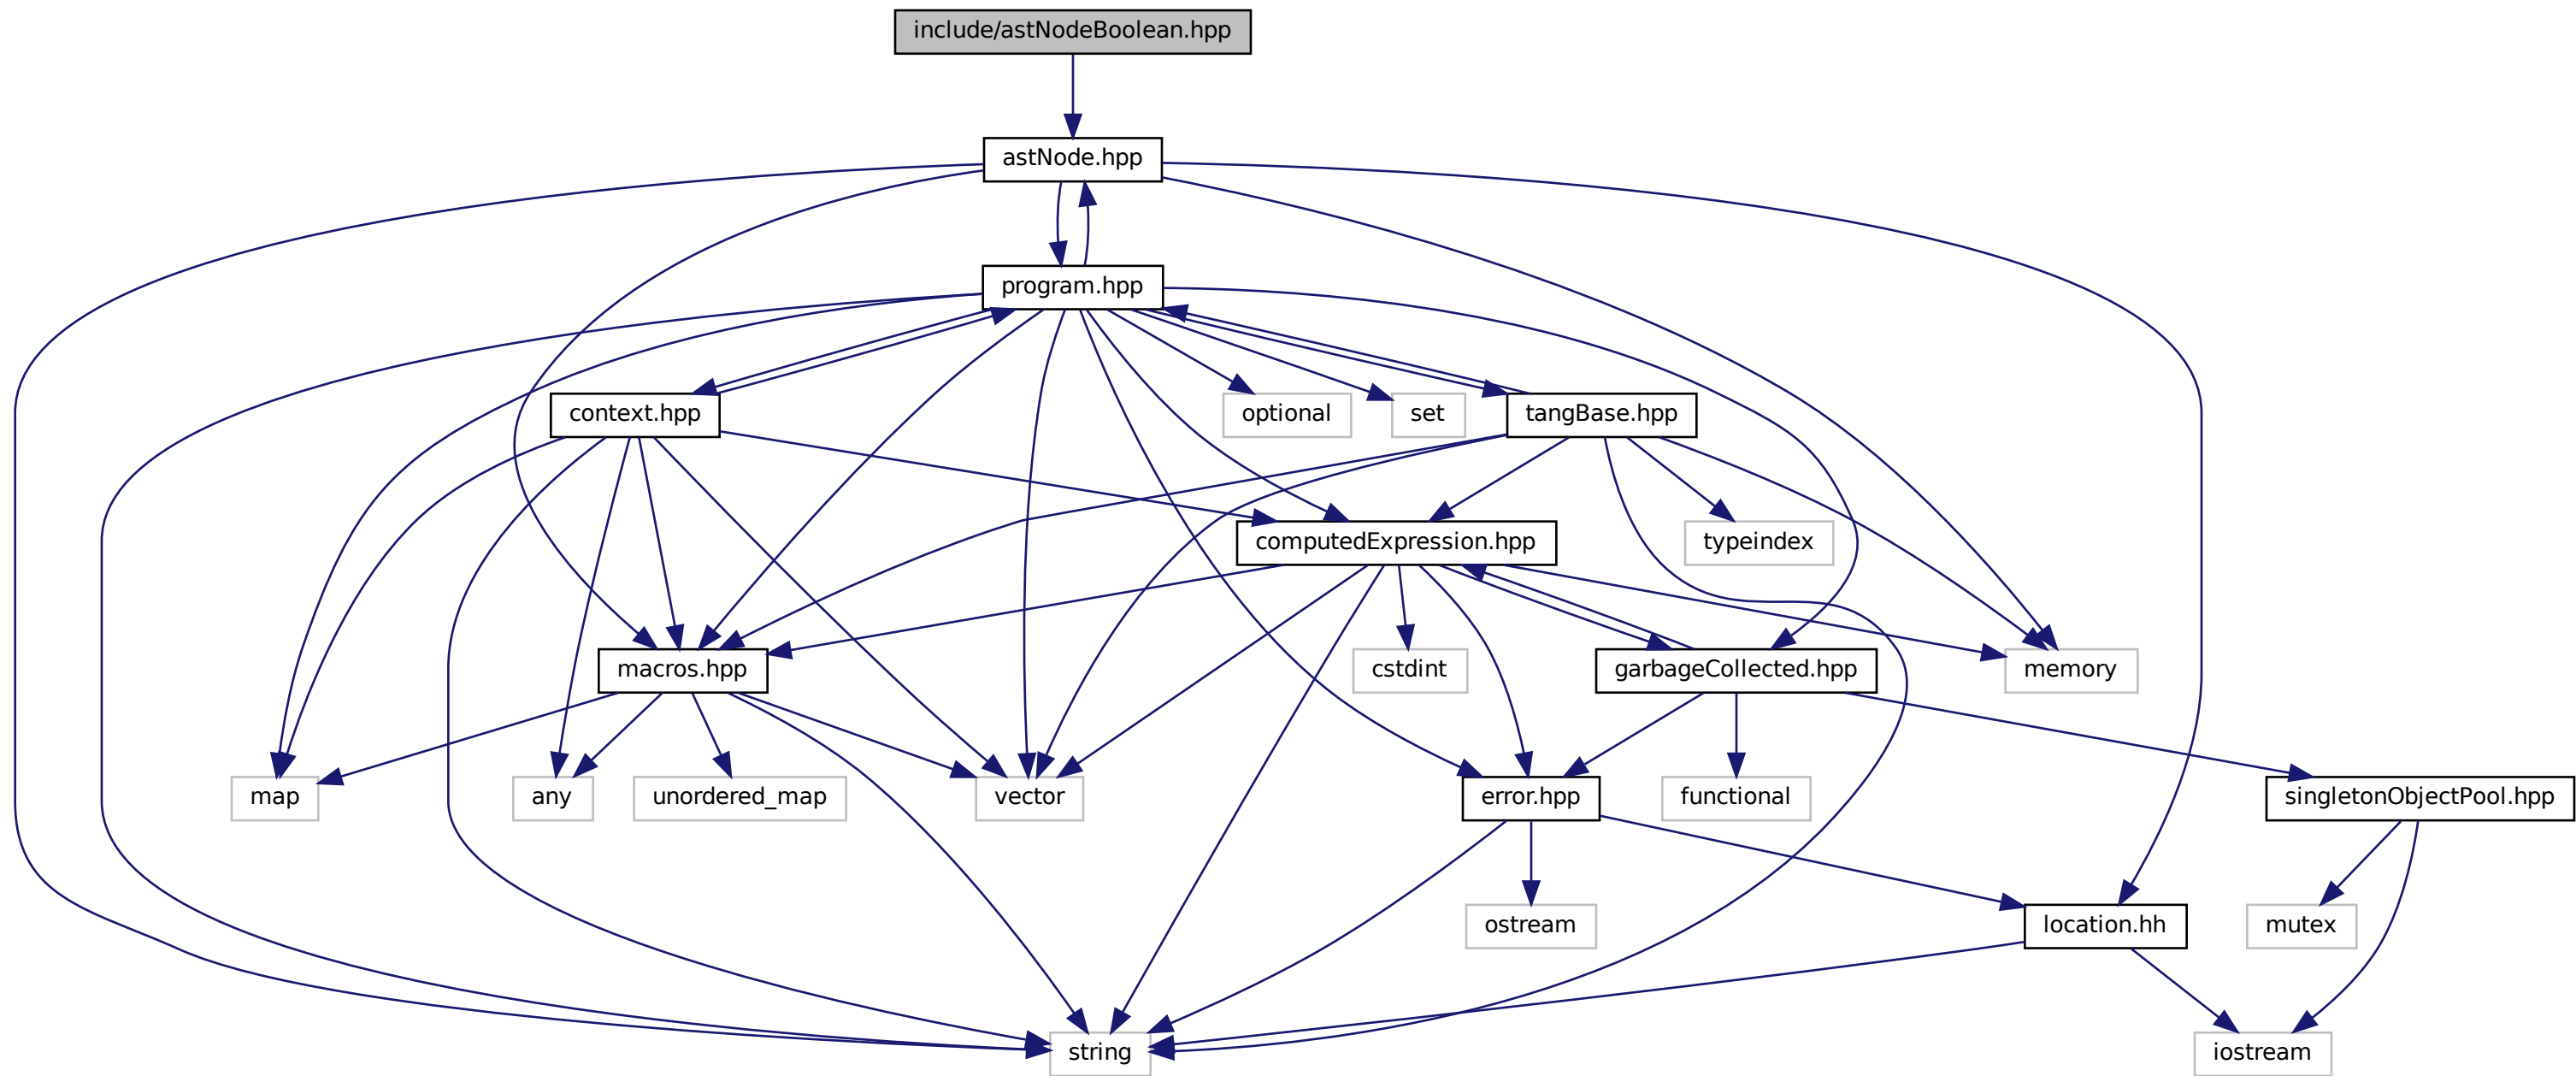 include/astNodeBoolean.hpp
astNode.hpp
program.hpp
context.hpp
optional
set
tangBase.hpp
computedExpression.hpp
typeindex
macros.hpp
cstdint
garbageCollected.hpp
memory
map
any
unordered_map
vector
error.hpp
functional
singletonObjectPool.hpp
ostream
location.hh
mutex
string
iostream